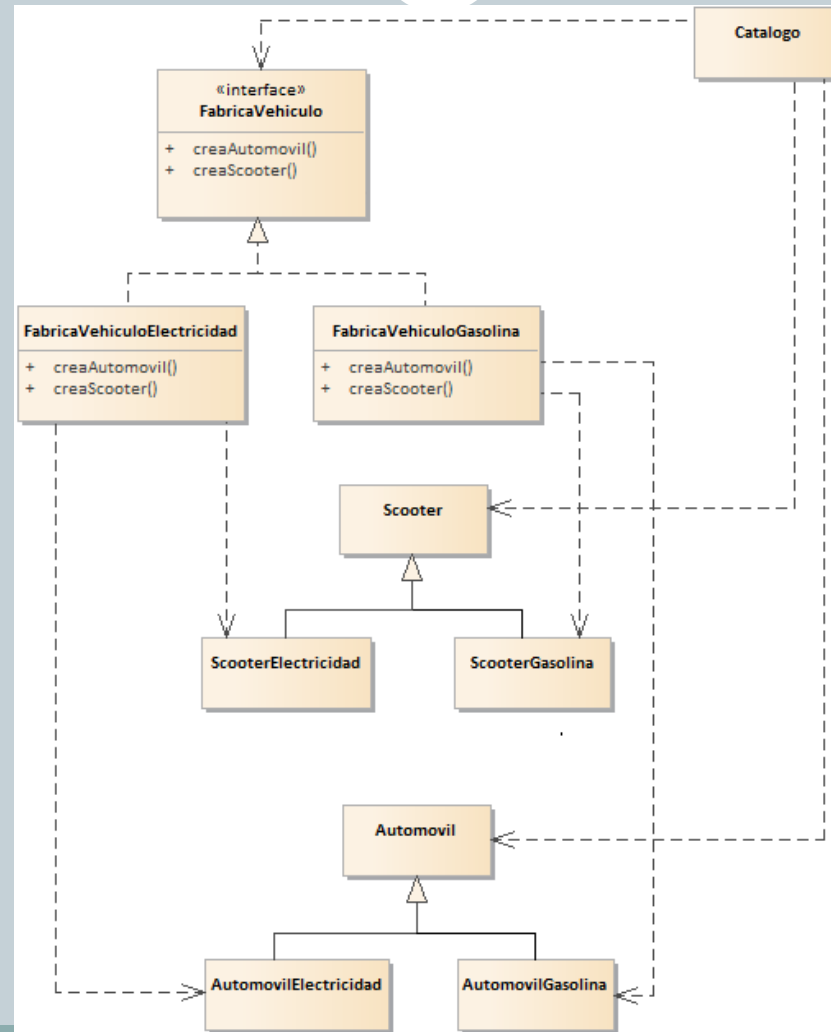 Catalogo
«interface»
FabricaVehiculo
+ creaAutomovil()
+ creaScooter()
FabricaVehiculoElectricidad
+ creaAutomovil()
+ creaScooter()
FabricaVehiculoGasolina
+ creaAutomovil()
+ creaScooter()
Scooter
ScooterElectricidad
ScooterGasolina
Automovil
AutomovilElectricidad
AutomovilGasolina